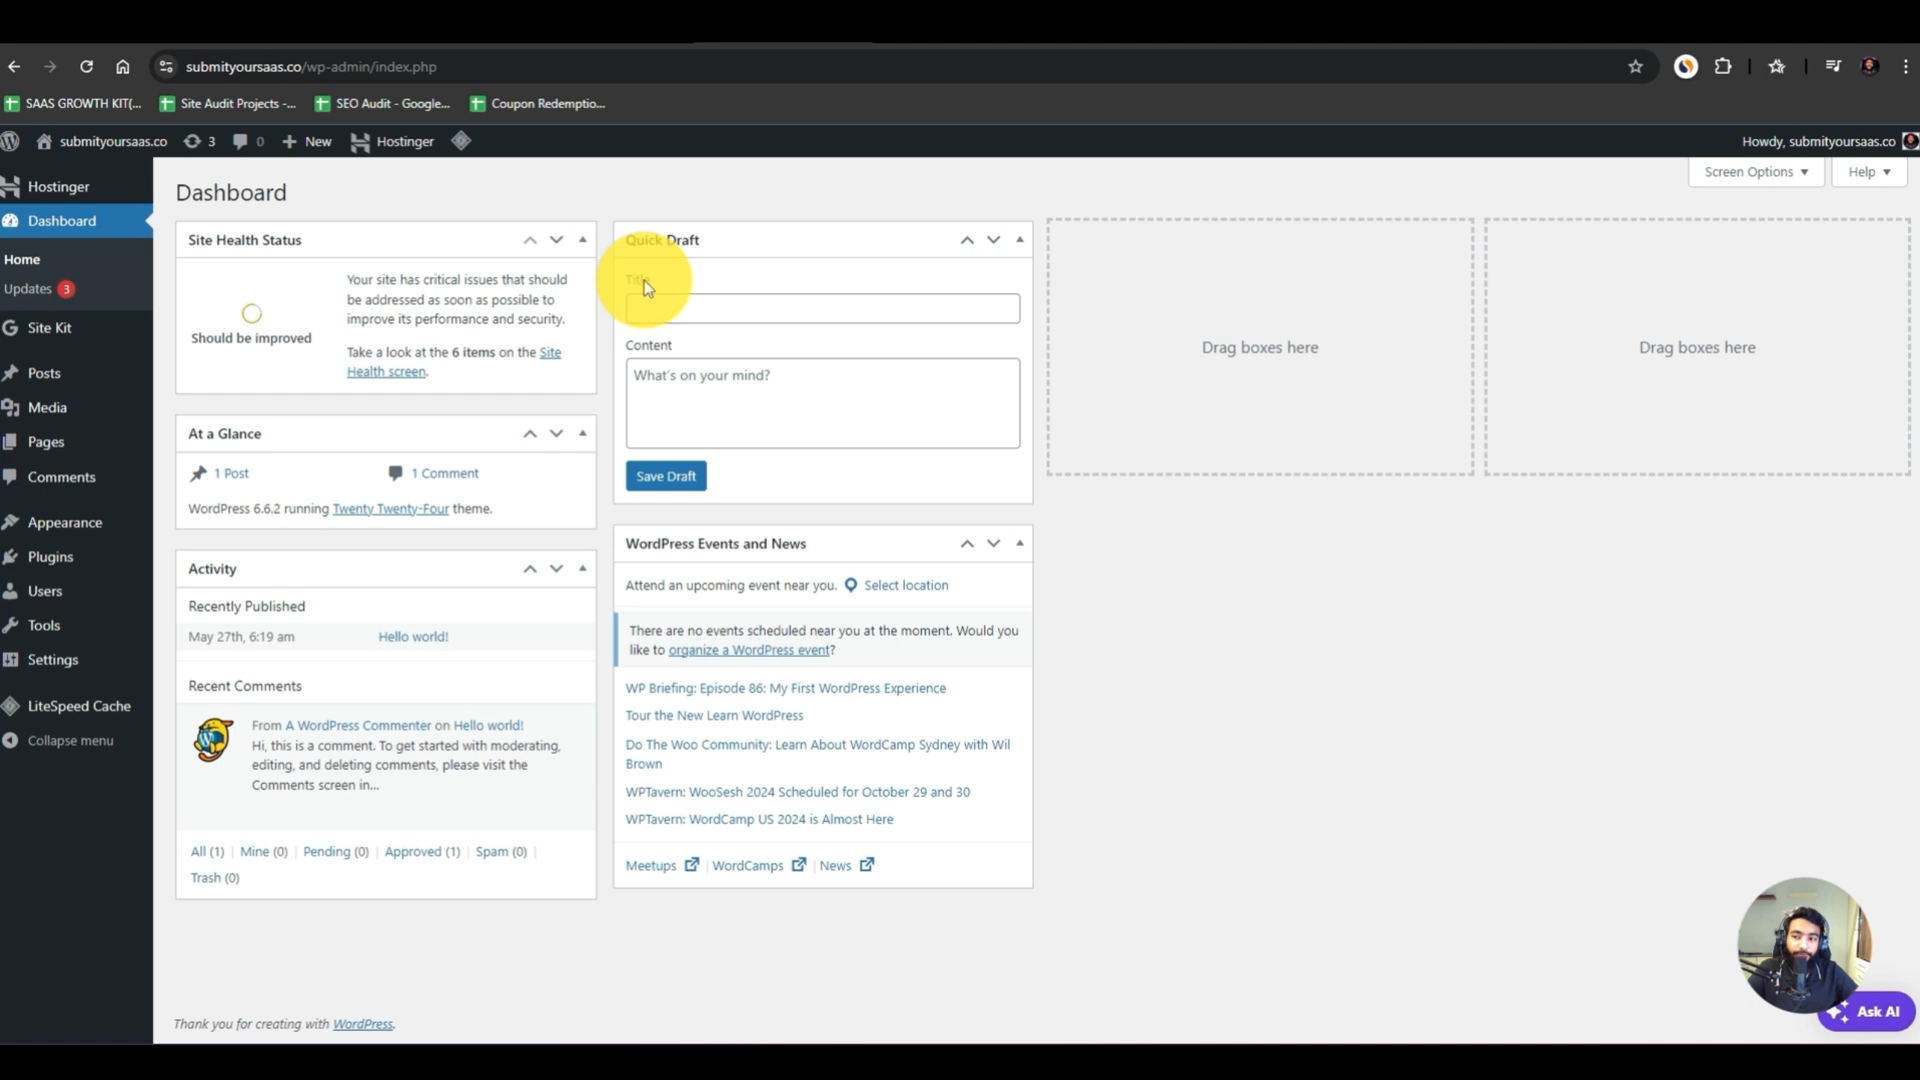 submityoursaas.co/wp-admin/index.php
SAAS GROWTH KIT(...
Site Audit Projects -...
SEO Audit - Google...
Coupon Redemptio...
submityoursaas.co
3
0
New
Hostinger
Howdy, submityoursaas.co
Screen Options
Help
Hostinger
Dashboard
Home
Updates 3
Site Kit
Posts
Media
Pages
Comments
Appearance
Plugins
Users
Tools
Settings
LiteSpeed Cache
Collapse menu
Dashboard
Site Health Status
Should be improved
Your site has critical issues that should
be addressed as soon as possible to
improve its performance and security.
Take a look at the 6 items on the Site
Health screen.
At a Glance
1 Post
1 Comment
WordPress 6.6.2 running Twenty Twenty-Four theme.
Activity
Recently Published
May 27th, 6:19 am
Hello world!
Recent Comments
From A WordPress Commenter on Hello world!
Hi, this is a comment. To get started with moderating,
editing, and deleting comments, please visit the
Comments screen in...
All (1) | Mine (0) | Pending (0) | Approved (1) | Spam (0) |
Trash (0)
Quick Draft
Title
Content
What's on your mind?
Save Draft
WordPress Events and News
Attend an upcoming event near you. Select location
There are no events scheduled near you at the moment. Would you
like to organize a WordPress event?
WP Briefing: Episode 86: My First WordPress Experience
Tour the New Learn WordPress
Do The Woo Community: Learn About WordCamp Sydney with Wil
Brown
WPTavern: WooSesh 2024 Scheduled for October 29 and 30
WPTavern: WordCamp US 2024 is Almost Here
Meetups | WordCamps | News
Drag boxes here
Drag boxes here
Ask AI
Thank you for creating with WordPress.